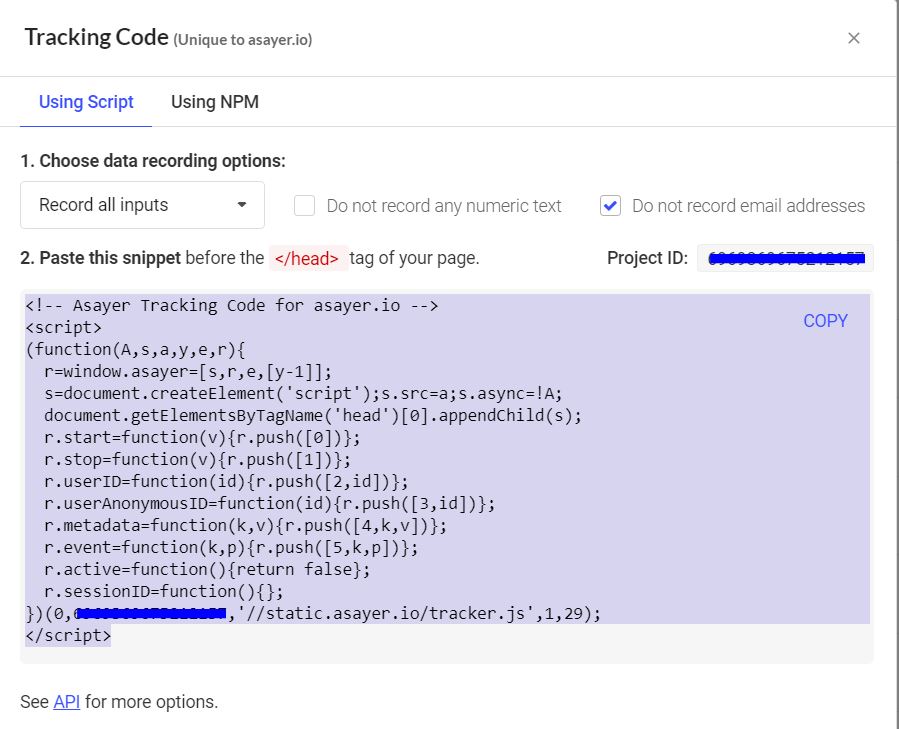 Tracking Code (Unique to asayer.io)
Using Script Using NPM
1. Choose data recording options:
Record all inputs Do not record any numeric text Do not record email addresses
2. Paste this snippet before the </head> tag of your page. Project ID:
<!-- Asayer Tracking Code for asayer.io -->
COPY
<script>
(function(A,s,a,y,e,r){
r=window.asayer=[s,r,e,[y-1]];
s=document.createElement('script');s.src=a;s.async=!A;
document.getElementsByTagName('head')[0].appendChild(s);
r.start=function(v){r.push([0])};
r.stop=function(v){r.push([1])};
r.userID=function(id){r.push([2,id])};
r.userAnonymousID=function(id){r.push([3,id])};
r.metadata=function(k,v){r.push([4,k,v])};
r.event=function(k,p){r.push([5,k,p])};
r.active=function(){return false};
r.sessionID=function(){};
})(0, ,'//static.asayer.io/tracker.js',1,29);
</script>
See API for more options.